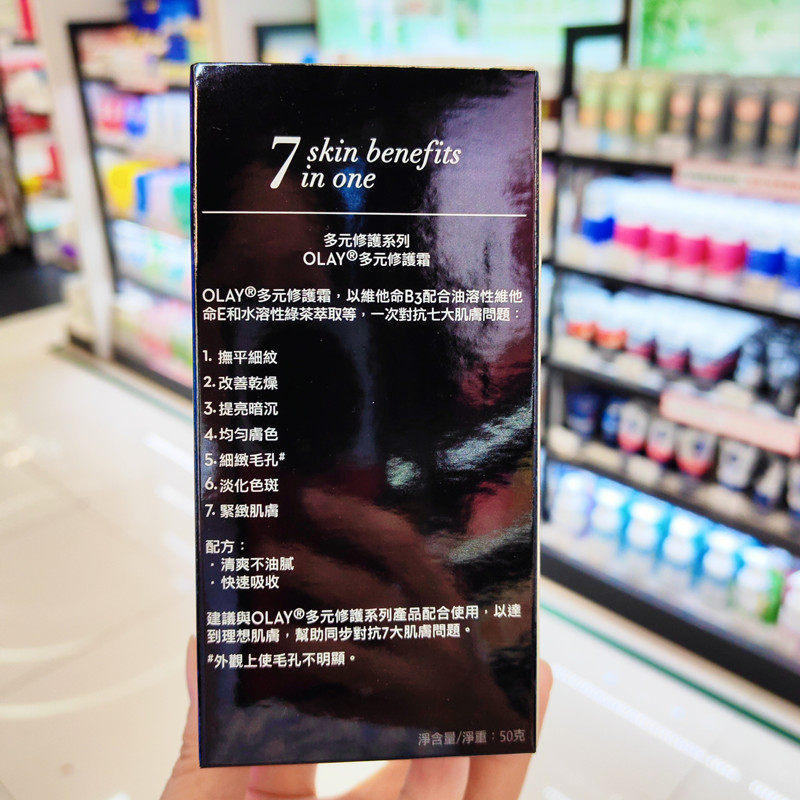 7 skin benefits
in one
多元修護系列
OLAY®多元修護霜
OLAY®多元修護霜，以維他命B3配合油溶性維他
命E和水溶性綠茶萃取等，一次對抗七大肌膚問題：
1. 撫平細紋
2. 改善乾燥
3. 提亮暗沉
4. 均勻膚色
5. 細緻毛孔#
6. 淡化色斑
7. 緊緻肌膚
配方：
· 清爽不油膩
· 快速吸收
建議與OLAY®多元修護系列產品配合使用，以達
到理想肌膚，幫助同步對抗7大肌膚問題。
#外觀上使毛孔不明顯。
淨含量/淨重：50克